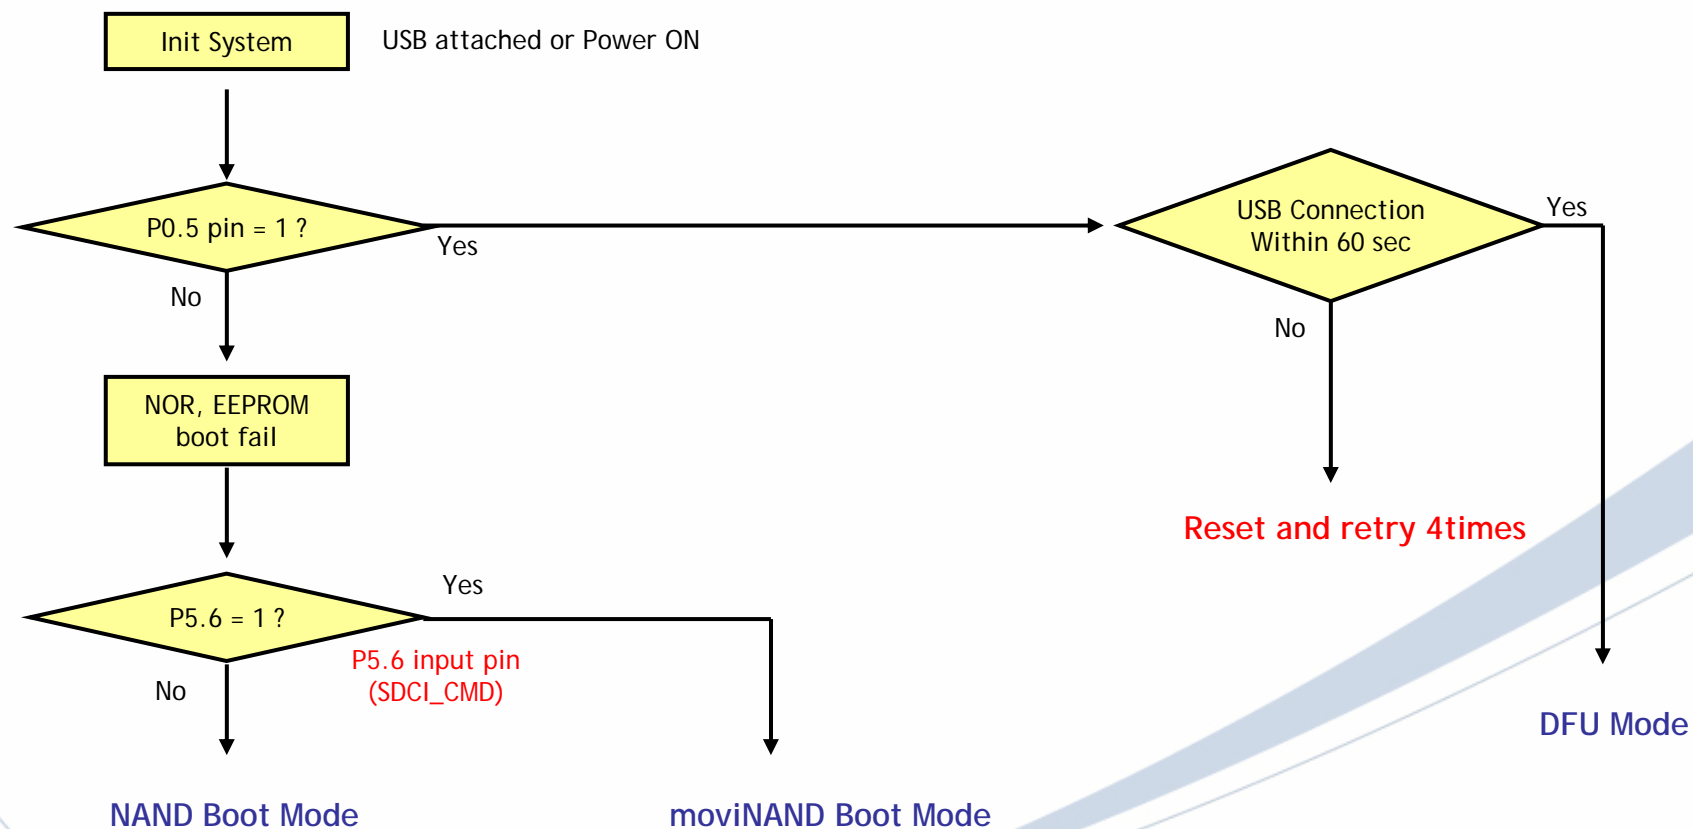 Init System
USB attached or Power ON
P0.5 pin = 1 ?
Yes
No
USB Connection
Within 60 sec
Yes
No
NOR, EEPROM
boot fail
Reset and retry 4times
P5.6 = 1 ?
Yes
P5.6 input pin
(SDCI_CMD)
No
DFU Mode
NAND Boot Mode
moviNAND Boot Mode